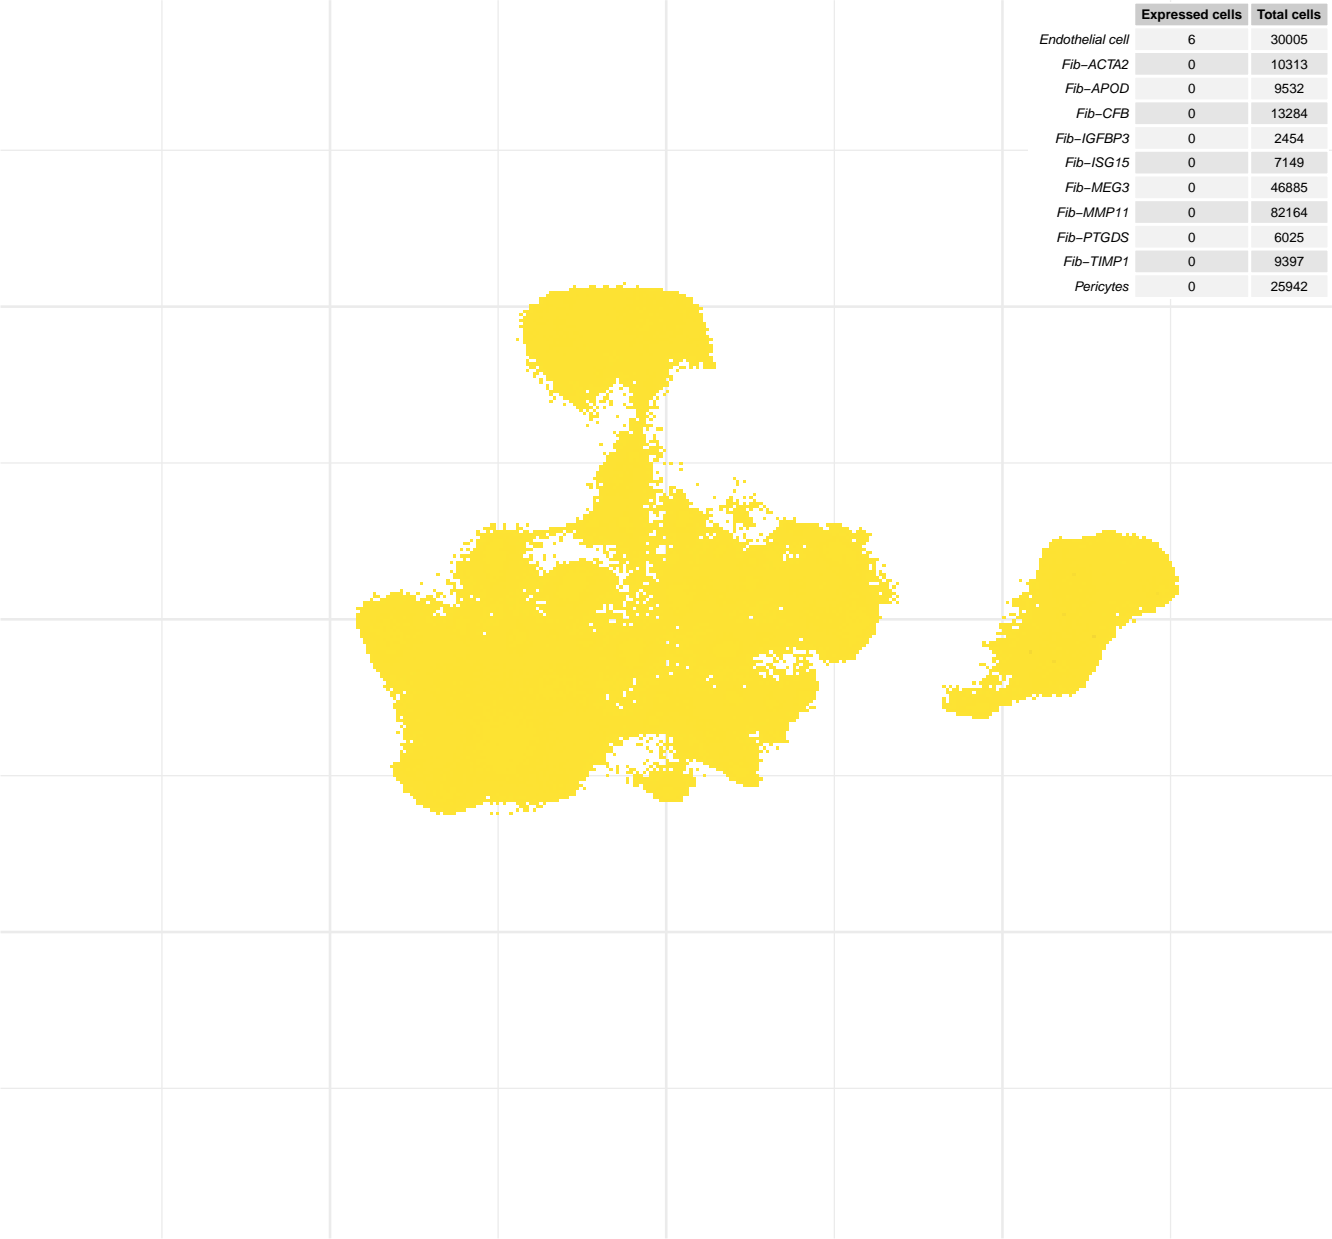 Expressed cells Total cells
Endothelial cell 6 30005
Fib−ACTA2 0 10313
Fib−APOD 0 9532
Fib−CFB 0 13284
Fib−IGFBP3 0 2454
Fib−ISG15 0 7149
Fib−MEG3 0 46885
Fib−MMP11 0 82164
Fib−PTGDS 0 6025
Fib−TIMP1 0 9397
Pericytes 0 25942